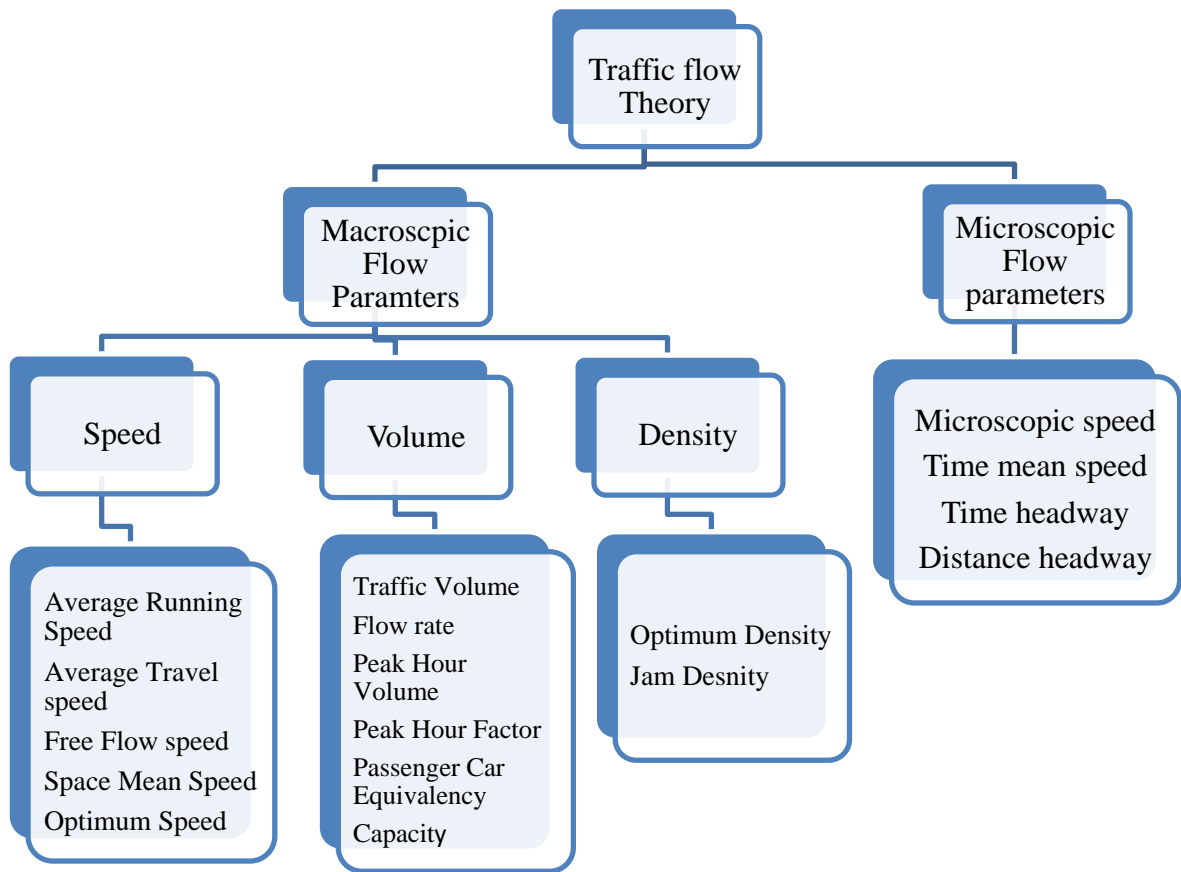 Traffic flow
Theory
Macroscpic
Flow
Paramters
Microscopic
Flow
parameters
Speed
Volume
Density
Microscopic speed
Time mean speed
Time headway
Distance headway
Average Running
Speed
Average Travel
speed
Free Flow speed
Space Mean Speed
Optimum Speed
Traffic Volume
Flow rate
Peak Hour
Volume
Peak Hour Factor
Passenger Car
Equivalency
Capacity
Optimum Density
Jam Desnity